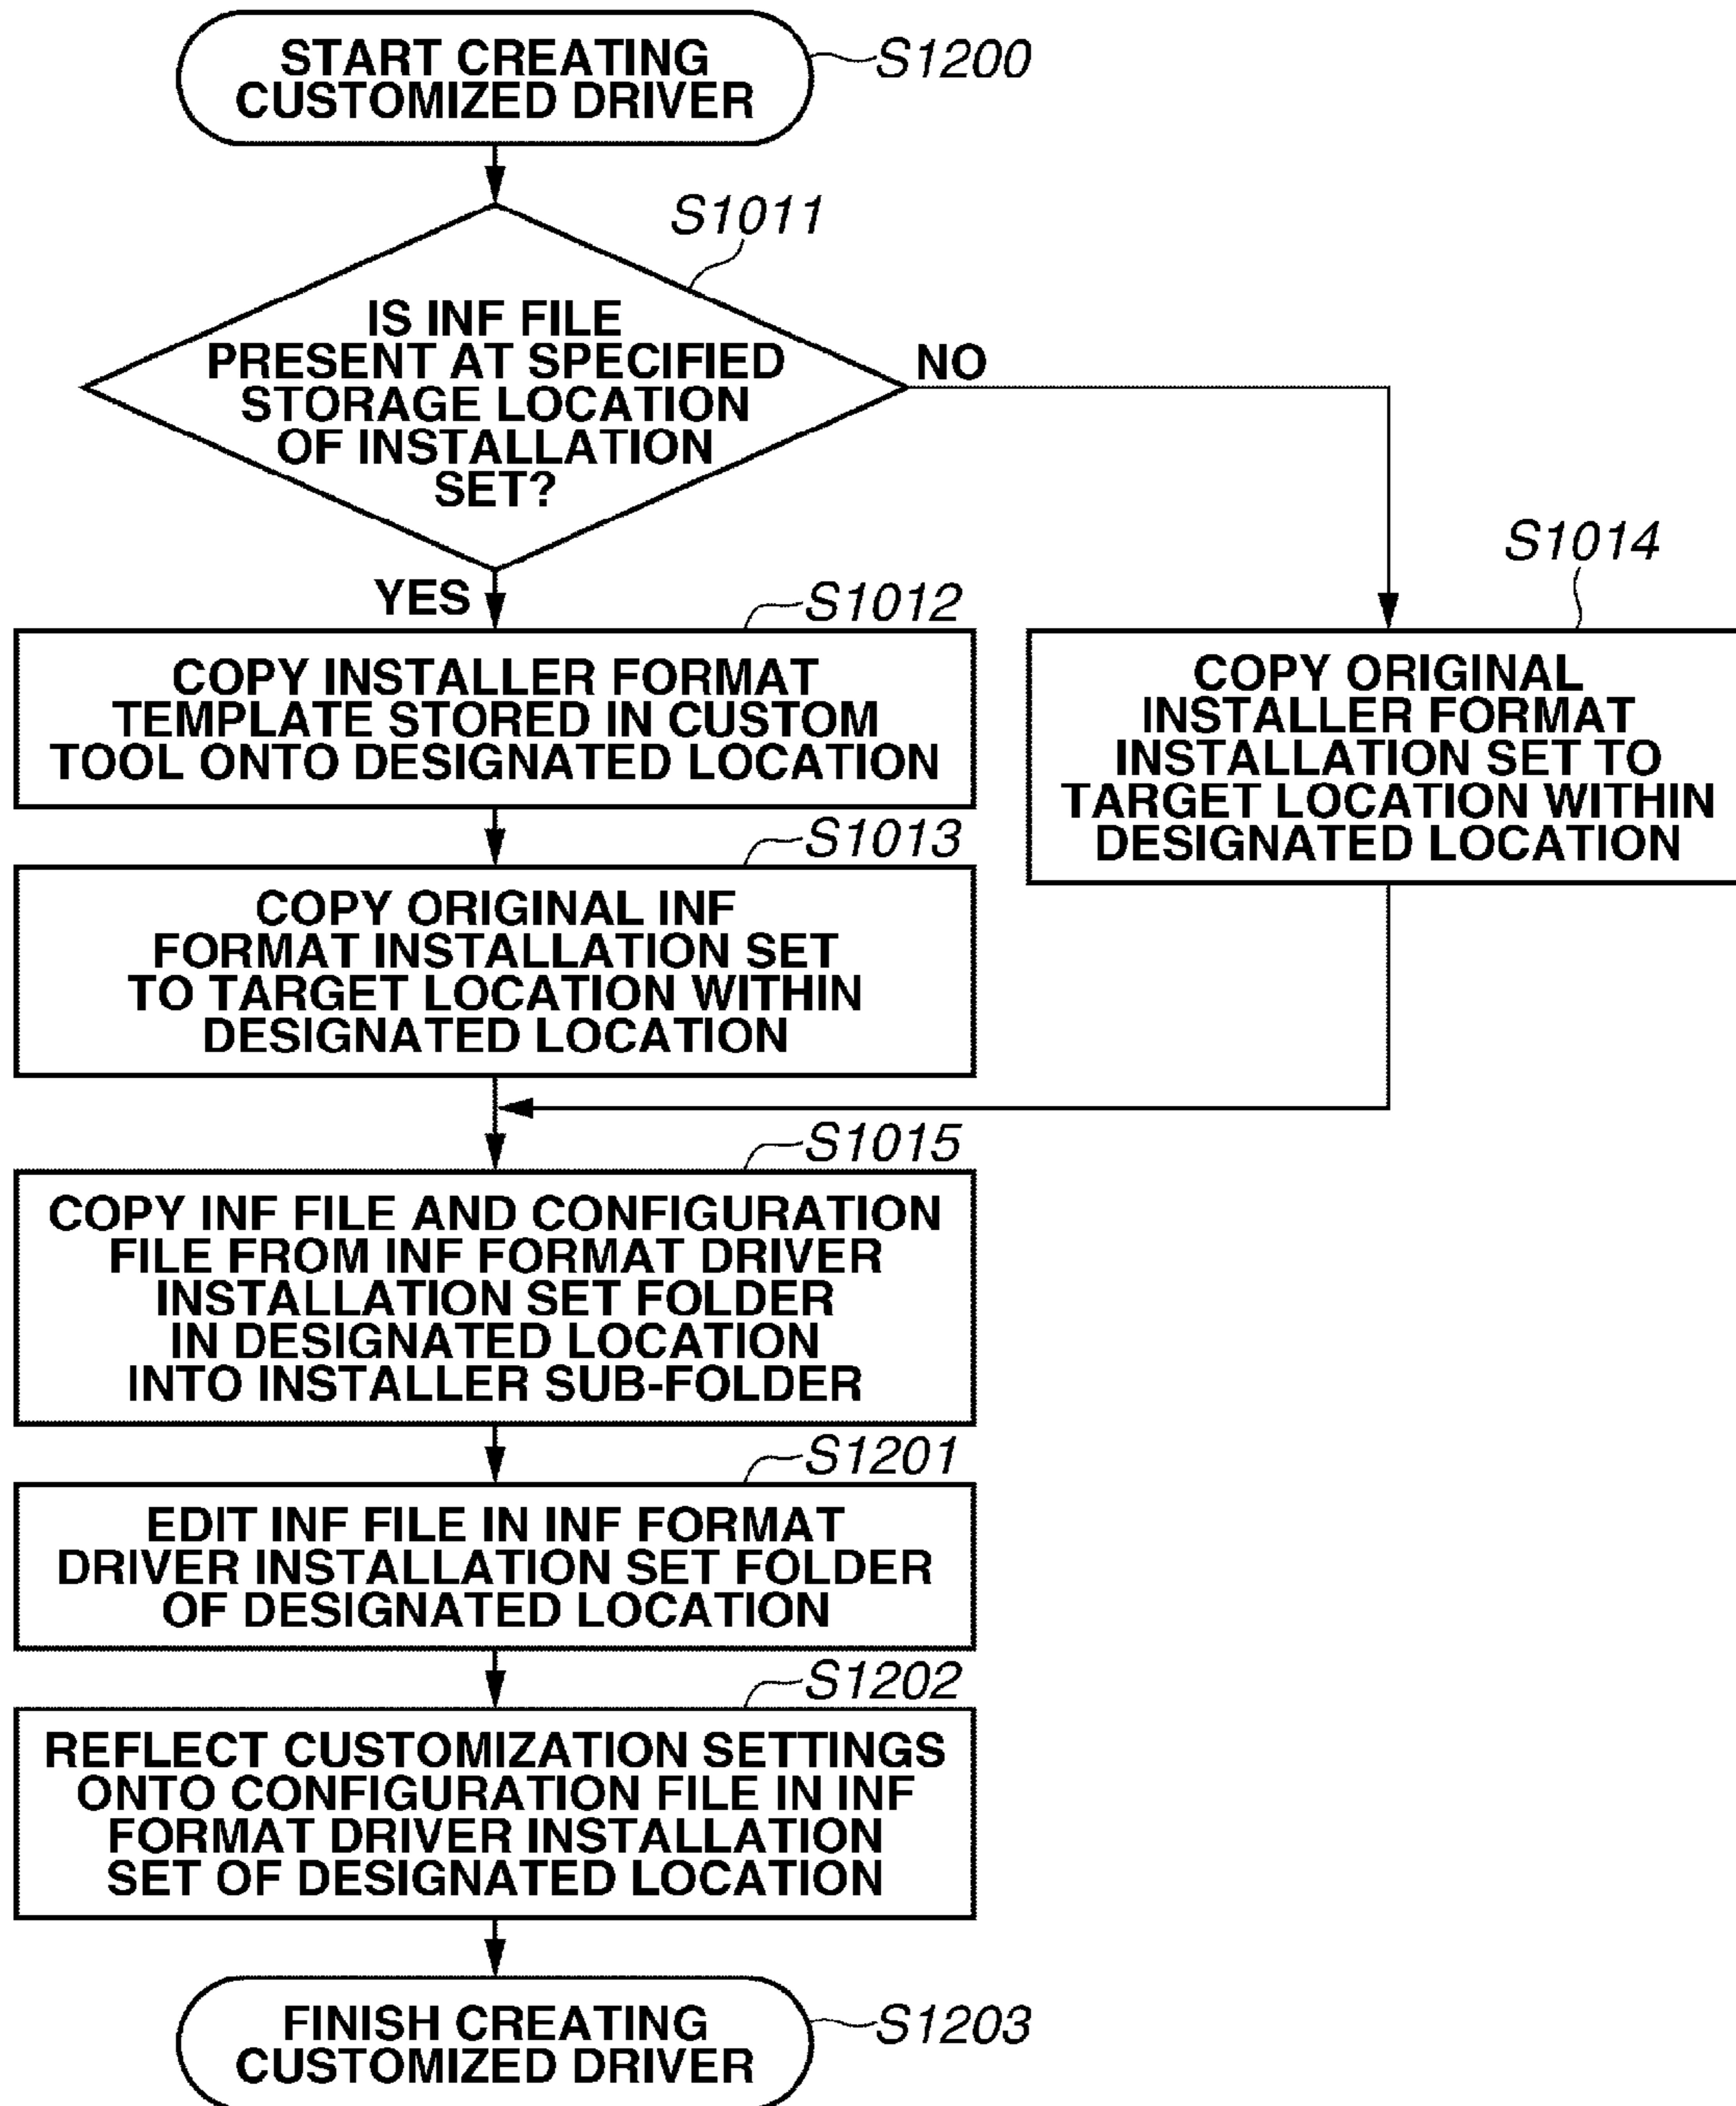 START CREATING
CUSTOMIZED DRIVER
S1200
S1011
IS INF FILE
PRESENT AT SPECIFIED
STORAGE LOCATION
OF INSTALLATION
SET?
NO
YES
S1012
COPY INSTALLER FORMAT
TEMPLATE STORED IN CUSTOM
TOOL ONTO DESIGNATED LOCATION
S1014
COPY ORIGINAL
INSTALLER FORMAT
INSTALLATION SET TO
TARGET LOCATION WITHIN
DESIGNATED LOCATION
S1013
COPY ORIGINAL INF
FORMAT INSTALLATION SET
TO TARGET LOCATION WITHIN
DESIGNATED LOCATION
S1015
COPY INF FILE AND CONFIGURATION
FILE FROM INF FORMAT DRIVER
INSTALLATION SET FOLDER
IN DESIGNATED LOCATION
INTO INSTALLER SUB-FOLDER
S1201
EDIT INF FILE IN INF FORMAT
DRIVER INSTALLATION SET FOLDER
OF DESIGNATED LOCATION
S1202
REFLECT CUSTOMIZATION SETTINGS
ONTO CONFIGURATION FILE IN INF
FORMAT DRIVER INSTALLATION
SET OF DESIGNATED LOCATION
FINISH CREATING
CUSTOMIZED DRIVER
S1203